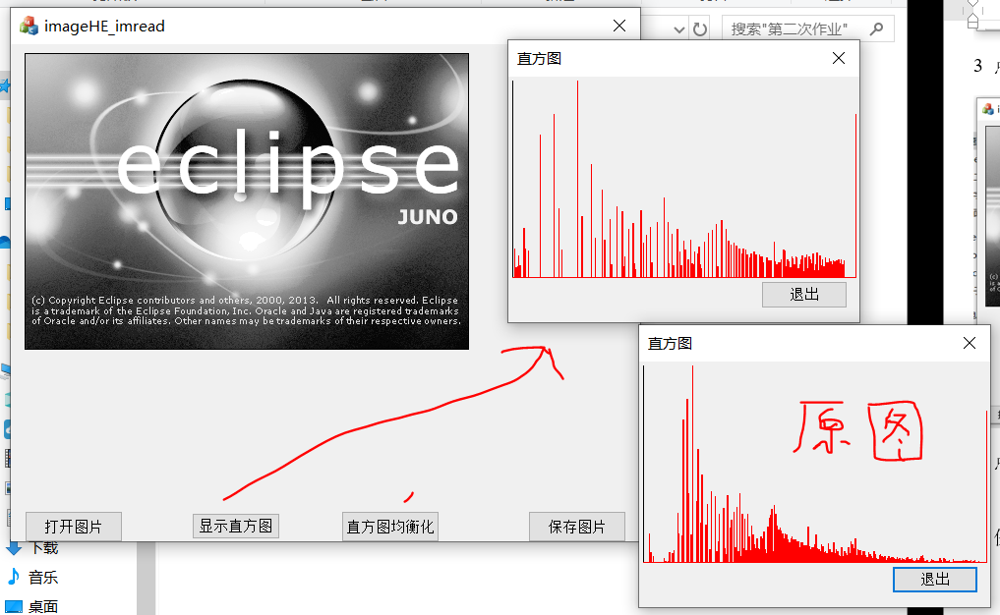 imageHE_imread
搜索"第二次作业"
直方图
3
eclipse
JUNO
(c) Copyright Eclipse contributors and others, 2000, 2013. All rights reserved. Eclipse
is a trademark of the Eclipse Foundation, Inc. Oracle and Java are registered trademarks
of Oracle and/or its affiliates. Other names may be trademarks of their respective owners.
退出
直方图
原图
打开图片
显示直方图
直方图均衡化
保存图片
退出
下载
音乐
桌面